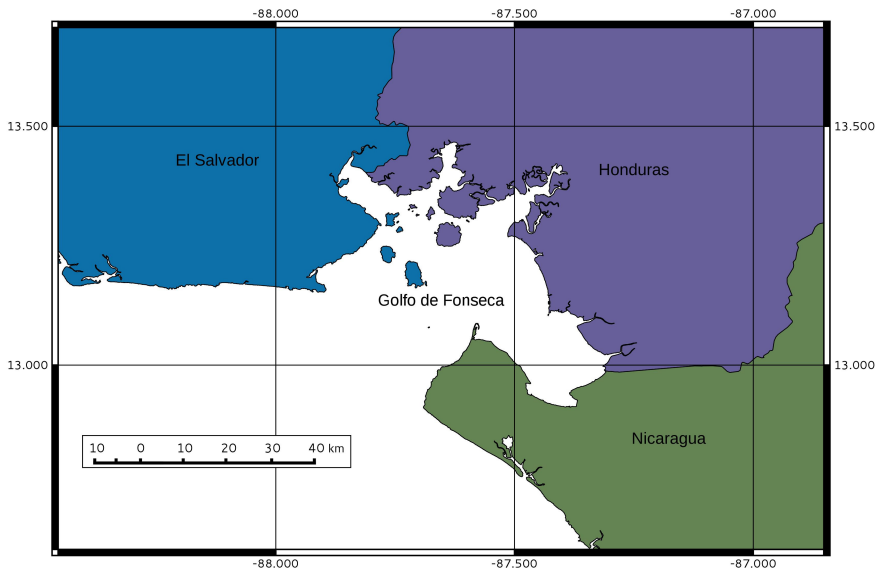 -88.000 -87.500 -87.000
13.500 13.500
El Salvador
Honduras
Golfo de Fonseca
13.000 13.000
Nicaragua
10 0 10 20 30 40 km
-88.000 -87.500 -87.000